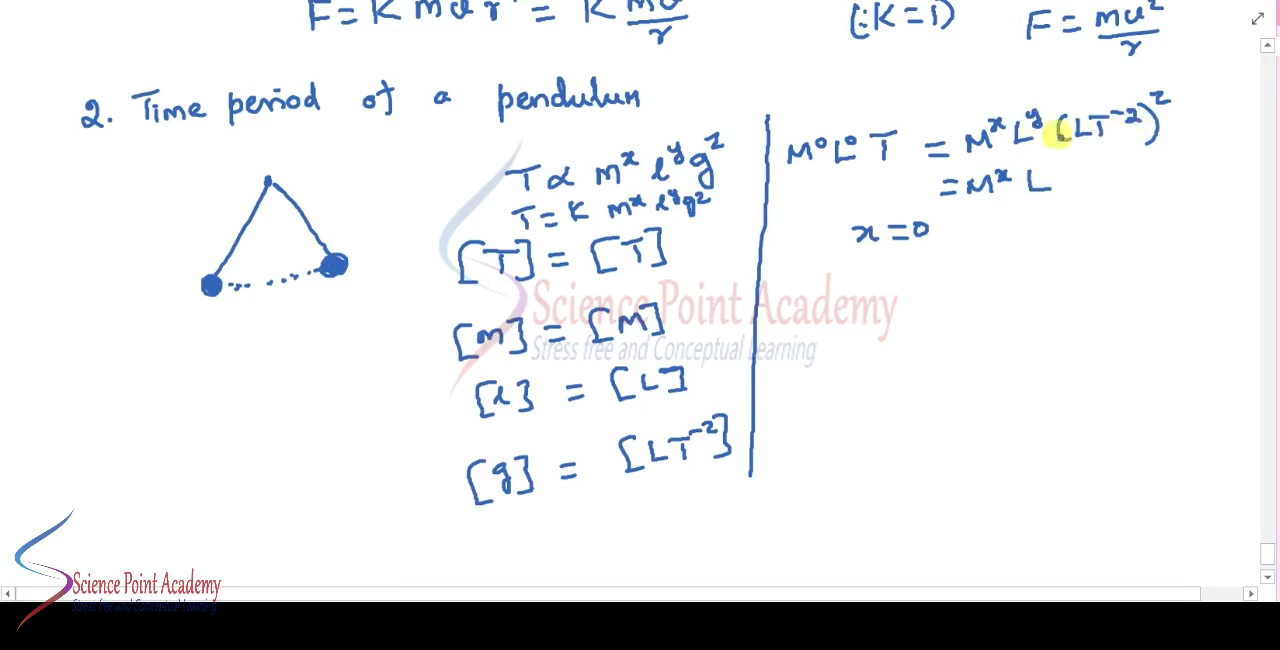 F = K m
(∵ K = 1)
F = mu²/r
2. Time period of a pendulum
T ∝ m^x l^y g^z
T = K m^x l^y g^z
[T] = [T]
[m] = [M]
[l] = [L]
[g] = [LT⁻²]
M⁰L⁰T = M^x L^y (LT⁻²)^z
= M^x L
x = 0
Science Point Academy
Stress free and Conceptual Learning
Science Point Academy
Stress free and Conceptual Learning